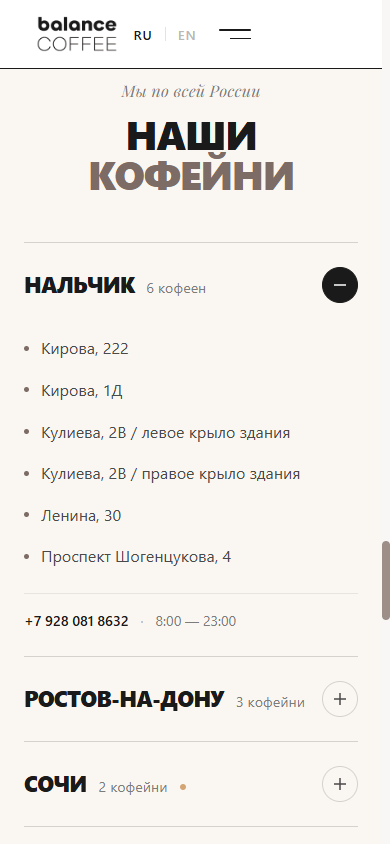 balance
COFFEE
RU | EN
Мы по всей России
НАШИ
КОФЕЙНИ
НАЛЬЧИК 6 кофеен
Кирова, 222
Кирова, 1Д
Кулиева, 2В / левое крыло здания
Кулиева, 2В / правое крыло здания
Ленина, 30
Проспект Шогенцукова, 4
+7 928 081 8632 · 8:00 — 23:00
РОСТОВ-НА-ДОНУ 3 кофейни
СОЧИ 2 кофейни